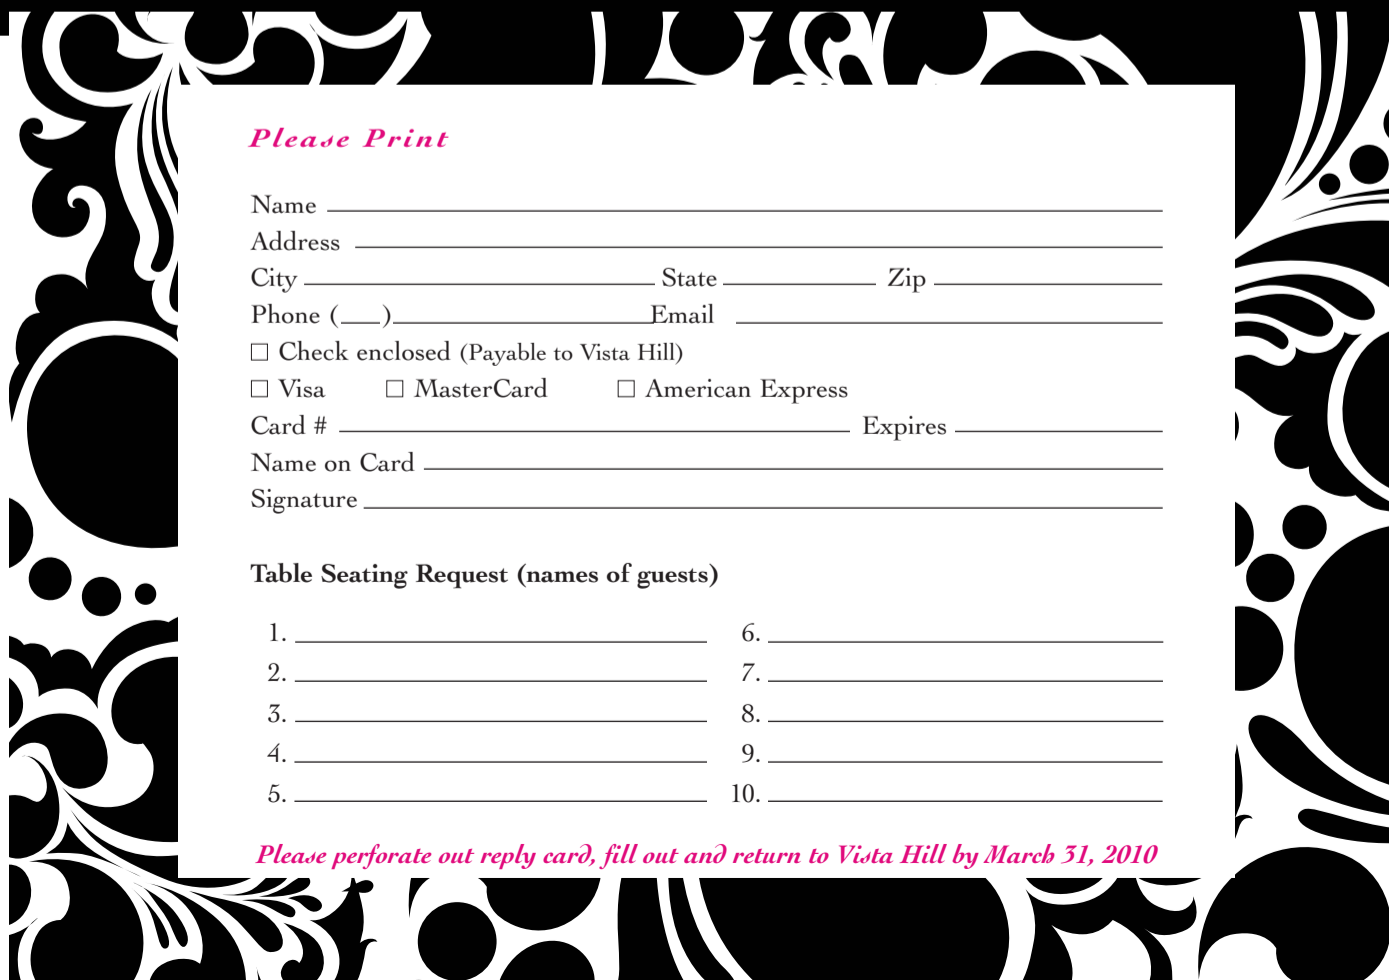 Please Print
Name
Address
City State Zip
Phone (   ) Email
☐ Check enclosed (Payable to Vista Hill)
☐ Visa ☐ MasterCard ☐ American Express
Card # Expires
Name on Card
Signature
Table Seating Request (names of guests)
1. 6.
2. 7.
3. 8.
4. 9.
5. 10.
Please perforate out reply card, fill out and return to Vista Hill by March 31, 2010